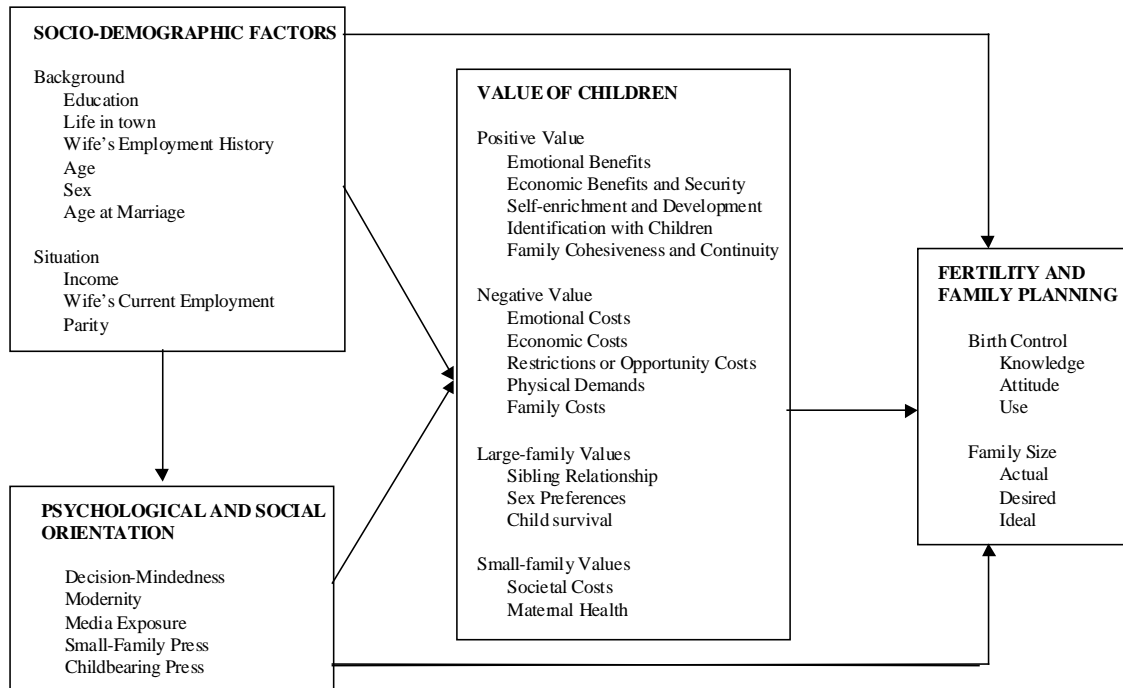 SOCIO-DEMOGRAPHIC FACTORS
Background
Education
Life in town
Wife's Employment History
Age
Sex
Age at Marriage
Situation
Income
Wife's Current Employment
Parity
PSYCHOLOGICAL AND SOCIAL
ORIENTATION
Decision-Mindedness
Modernity
Media Exposure
Small-Family Press
Childbearing Press
VALUE OF CHILDREN
Positive Value
Emotional Benefits
Economic Benefits and Security
Self-enrichment and Development
Identification with Children
Family Cohesiveness and Continuity
Negative Value
Emotional Costs
Economic Costs
Restrictions or Opportunity Costs
Physical Demands
Family Costs
Large-family Values
Sibling Relationship
Sex Preferences
Child survival
Small-family Values
Societal Costs
Maternal Health
FERTILITY AND
FAMILY PLANNING
Birth Control
Knowledge
Attitude
Use
Family Size
Actual
Desired
Ideal